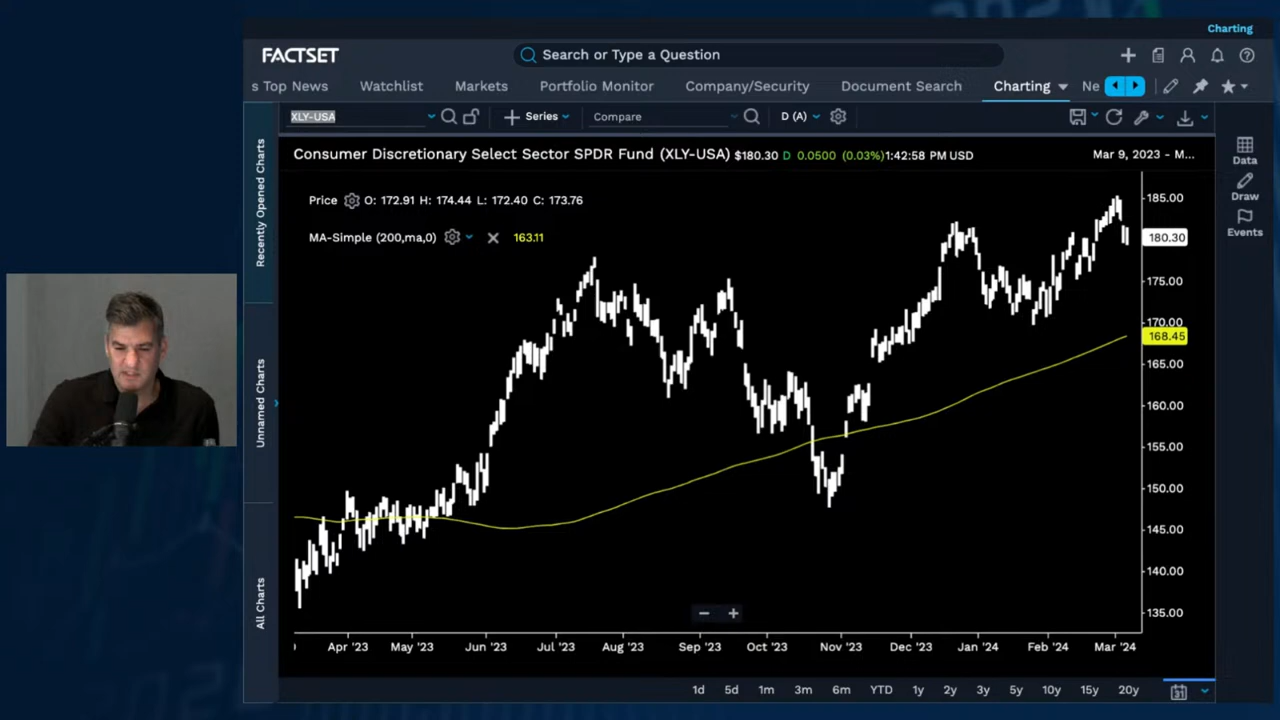 Charting
FACTSET
Search or Type a Question
s Top News
Watchlist
Markets
Portfolio Monitor
Company/Security
Document Search
Charting
Ne
XLY-USA
Series
Compare
D (A)
Consumer Discretionary Select Sector SPDR Fund (XLY-USA) $180.30 D 0.0500 (0.03%) 1:42:58 PM USD
Mar 9, 2023 - M...
Data
Draw
Events
Recently Opened Charts
Unnamed Charts
All Charts
Price O: 172.91 H: 174.44 L: 172.40 C: 173.76
MA-Simple (200,ma,0) 163.11
185.00
180.30
175.00
170.00
168.45
165.00
160.00
155.00
150.00
145.00
140.00
135.00
Apr '23 May '23 Jun '23 Jul '23 Aug '23 Sep '23 Oct '23 Nov '23 Dec '23 Jan '24 Feb '24 Mar '24
1d 5d 1m 3m 6m YTD 1y 2y 3y 5y 10y 15y 20y
31